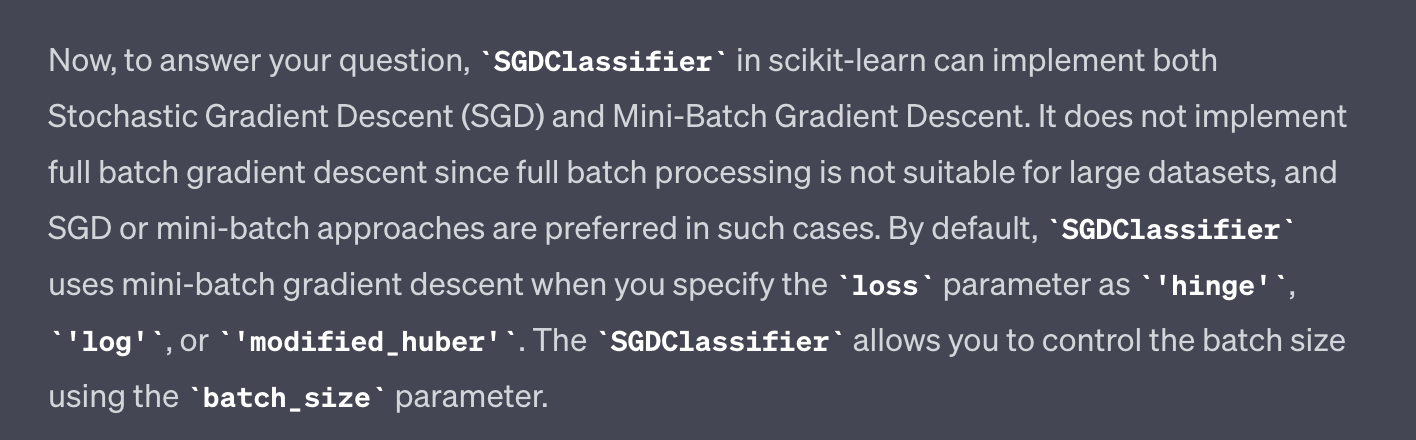 Now, to answer your question, `SGDClassifier` in scikit-learn can implement both
Stochastic Gradient Descent (SGD) and Mini-Batch Gradient Descent. It does not implement
full batch gradient descent since full batch processing is not suitable for large datasets, and
SGD or mini-batch approaches are preferred in such cases. By default, `SGDClassifier`
uses mini-batch gradient descent when you specify the `loss` parameter as `'hinge'`,
`'log'`, or `'modified_huber'`. The `SGDClassifier` allows you to control the batch size
using the `batch_size` parameter.